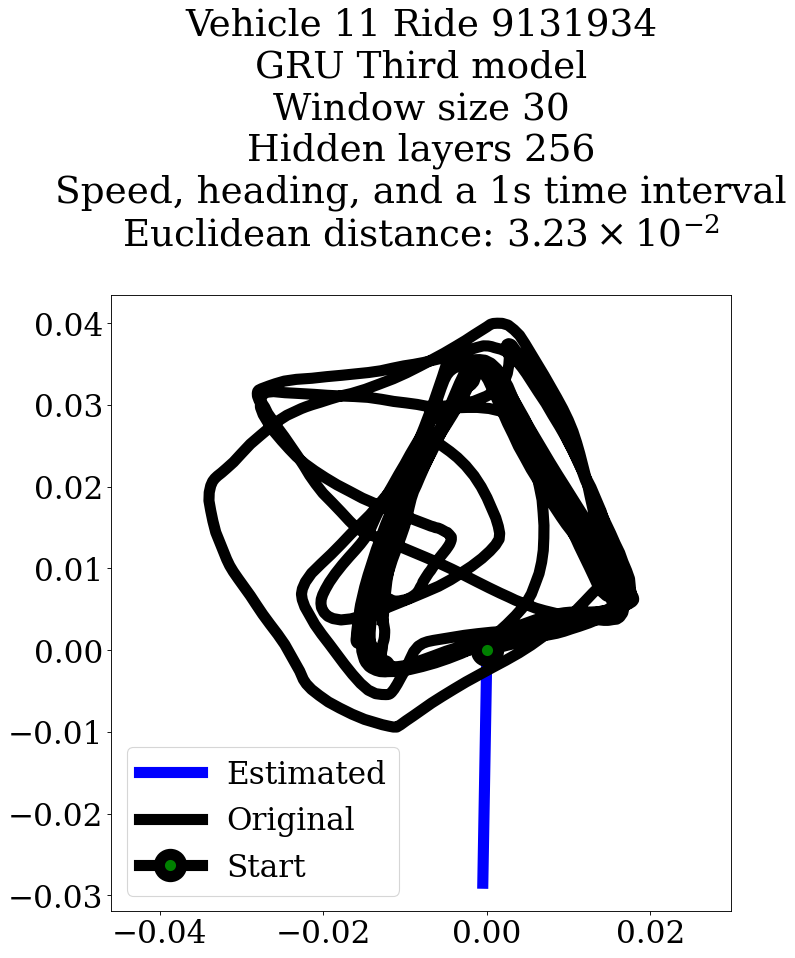 Vehicle 11 Ride 9131934
GRU Third model
Window size 30
Hidden layers 256
Speed, heading, and a 1s time interval
Euclidean distance: 3.23 × 10⁻²
0.04
0.03
0.02
0.01
0.00
−0.01
−0.02
−0.03
Estimated
Original
Start
−0.04
−0.02
0.00
0.02